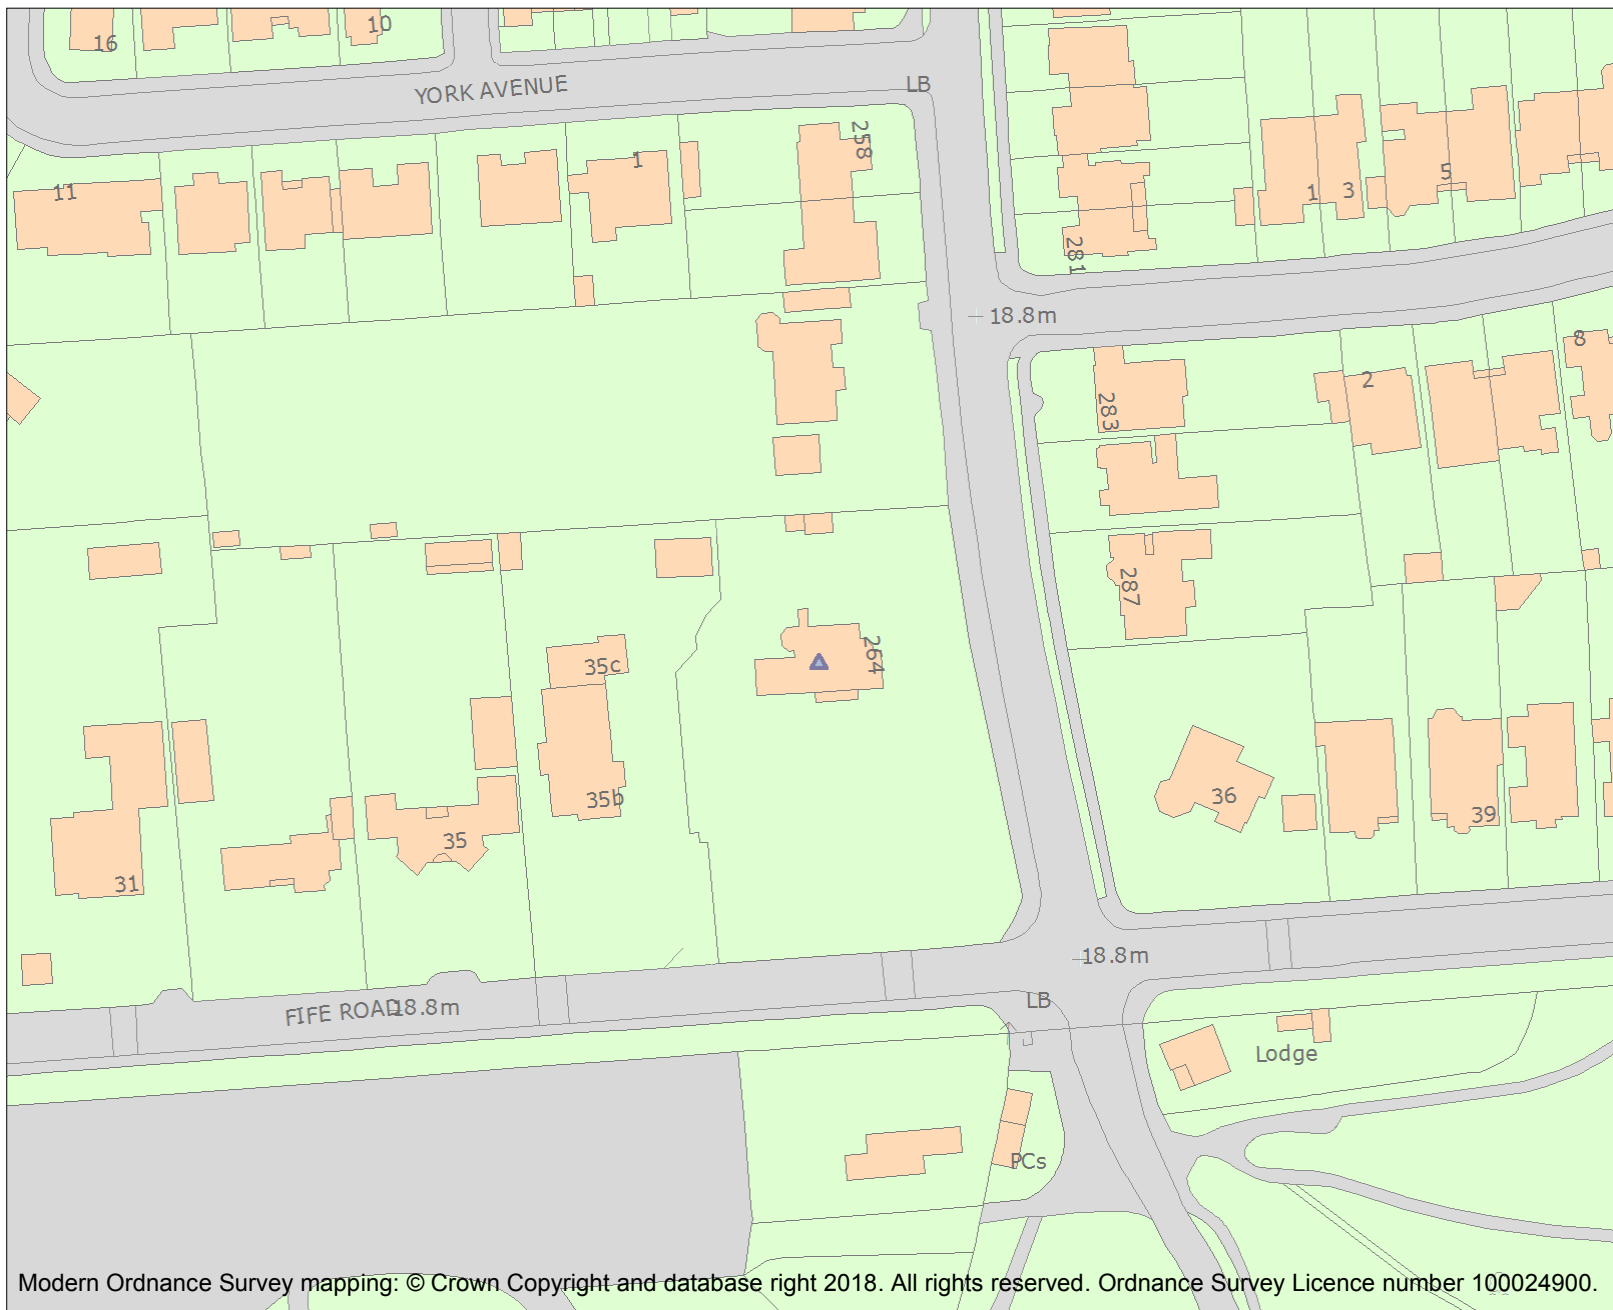 16
10
YORK AVENUE
LB
258
1
11
1
3
5
281
18.8m
283
2
8
287
264
35c
35b
35
31
36
39
18.8m
FIFE ROAD
18.8m
LB
Lodge
PCs
Modern Ordnance Survey mapping: © Crown Copyright and database right 2018. All rights reserved. Ordnance Survey Licence number 100024900.